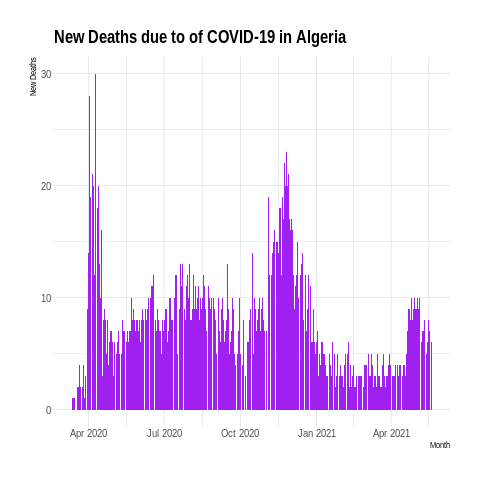 New Deaths due to of COVID-19 in Algeria
New Deaths
30
20
10
0
Apr 2020 Jul 2020 Oct 2020 Jan 2021 Apr 2021
Month